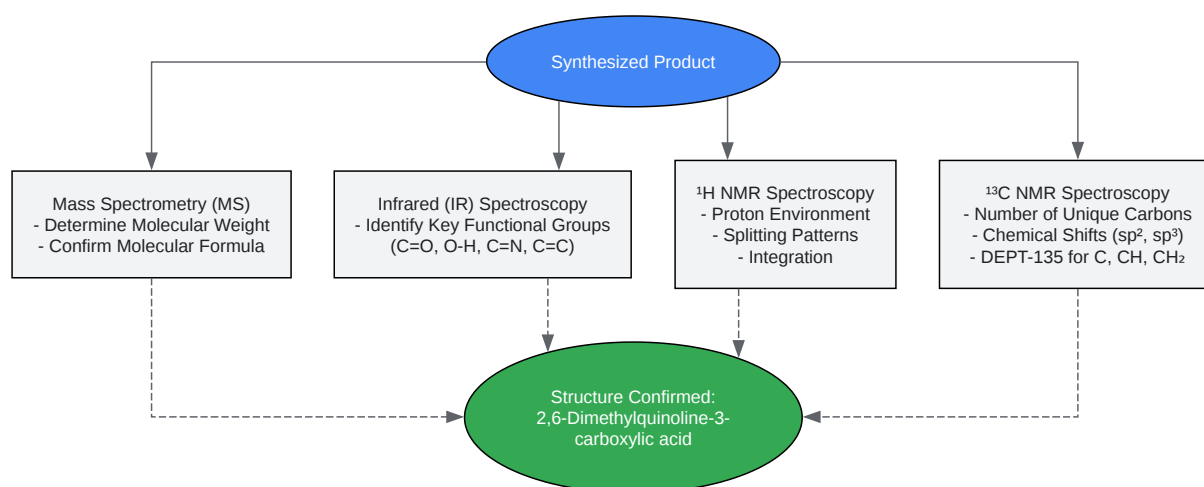 Synthesized Product
Mass Spectrometry (MS)
- Determine Molecular Weight
- Confirm Molecular Formula
Infrared (IR) Spectroscopy
- Identify Key Functional Groups
(C=O, O-H, C=N, C=C)
¹H NMR Spectroscopy
- Proton Environment
- Splitting Patterns
- Integration
¹³C NMR Spectroscopy
- Number of Unique Carbons
- Chemical Shifts (sp², sp³)
- DEPT-135 for C, CH, CH₂
Structure Confirmed:
2,6-Dimethylquinoline-3-
carboxylic acid